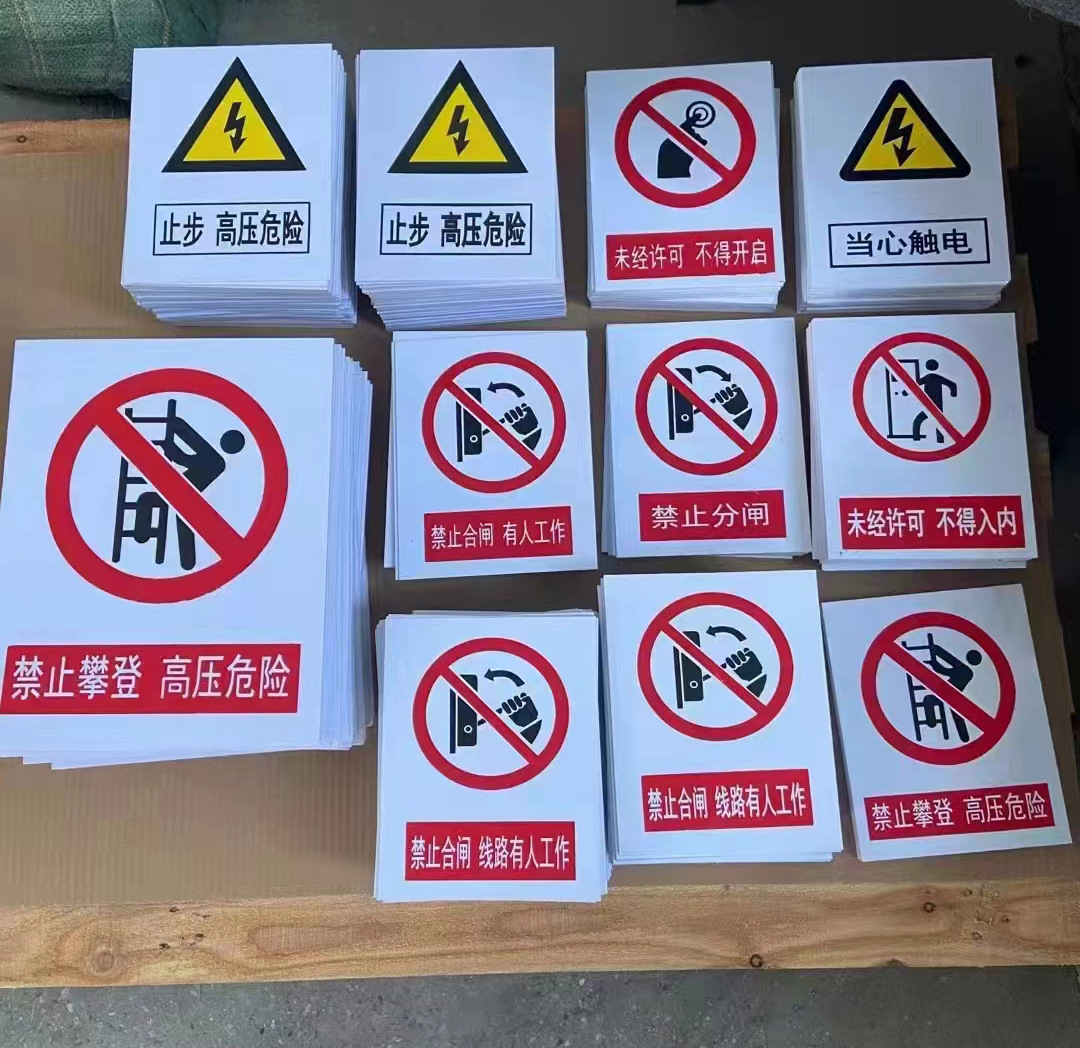 止步 高压危险
止步 高压危险
未经许可 不得开启
当心触电
禁止攀登 高压危险
禁止合闸 有人工作
禁止分闸
未经许可 不得入内
禁止合闸 线路有人工作
禁止合闸 线路有人工作
禁止攀登 高压危险